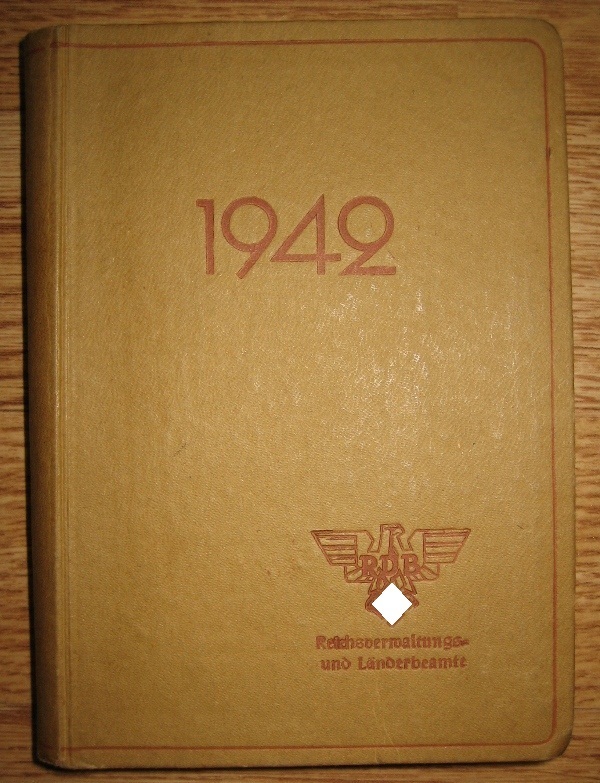 1942
RDB
Reichsverwaltungs-
und Länderbeamte